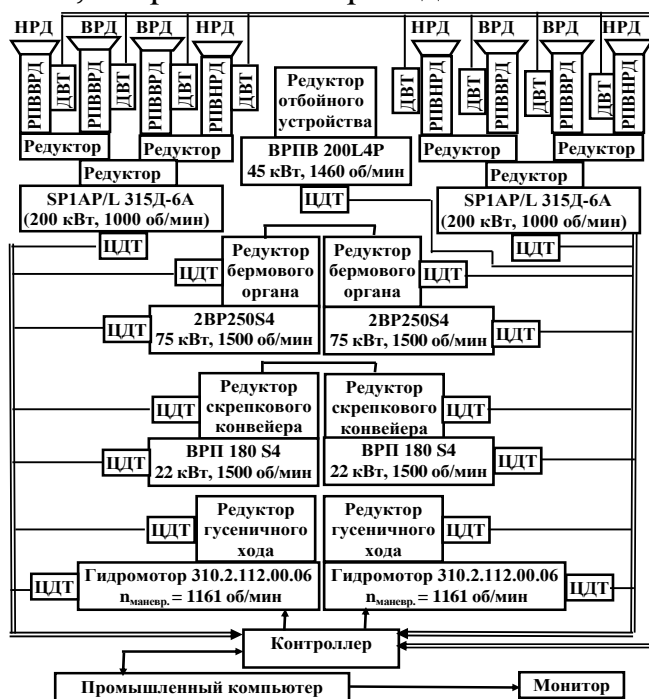 НРД ВРД ВРД НРД НРД ВРД ВРД НРД
РПВВРД ДВТ РПВВРД ДВТ РПВВРД ДВТ РПВНРД ДВТ
ДВТ РПВНРД ДВТ РПВВРД ДВТ РПВВРД ДВТ РПВНРД
Редуктор
отбойного
устройства
Редуктор Редуктор Редуктор Редуктор
Редуктор
ВРПВ 200L4P
45 кВт, 1460 об/мин
Редуктор
SP1AP/L 315Д-6А
(200 кВт, 1000 об/мин)
SP1AP/L 315Д-6А
(200 кВт, 1000 об/мин)
ЦДТ
ЦДТ
ЦДТ
ЦДТ
Редуктор
бермового
органа
Редуктор
бермового
органа
ЦДТ
ЦДТ
2ВР250S4
75 кВт, 1500 об/мин
2ВР250S4
75 кВт, 1500 об/мин
ЦДТ
ЦДТ
Редуктор
скрепкового
конвейера
Редуктор
скрепкового
конвейера
ЦДТ
ЦДТ
ВРП 180 S4
22 кВт, 1500 об/мин
ВРП 180 S4
22 кВт, 1500 об/мин
ЦДТ
ЦДТ
Редуктор
гусеничного
хода
Редуктор
гусеничного
хода
ЦДТ
ЦДТ
Гидромотор 310.2.112.00.06
nманевр. = 1161 об/мин
Гидромотор 310.2.112.00.06
nманевр. = 1161 об/мин
ЦДТ
Контроллер
Промышленный компьютер
Монитор